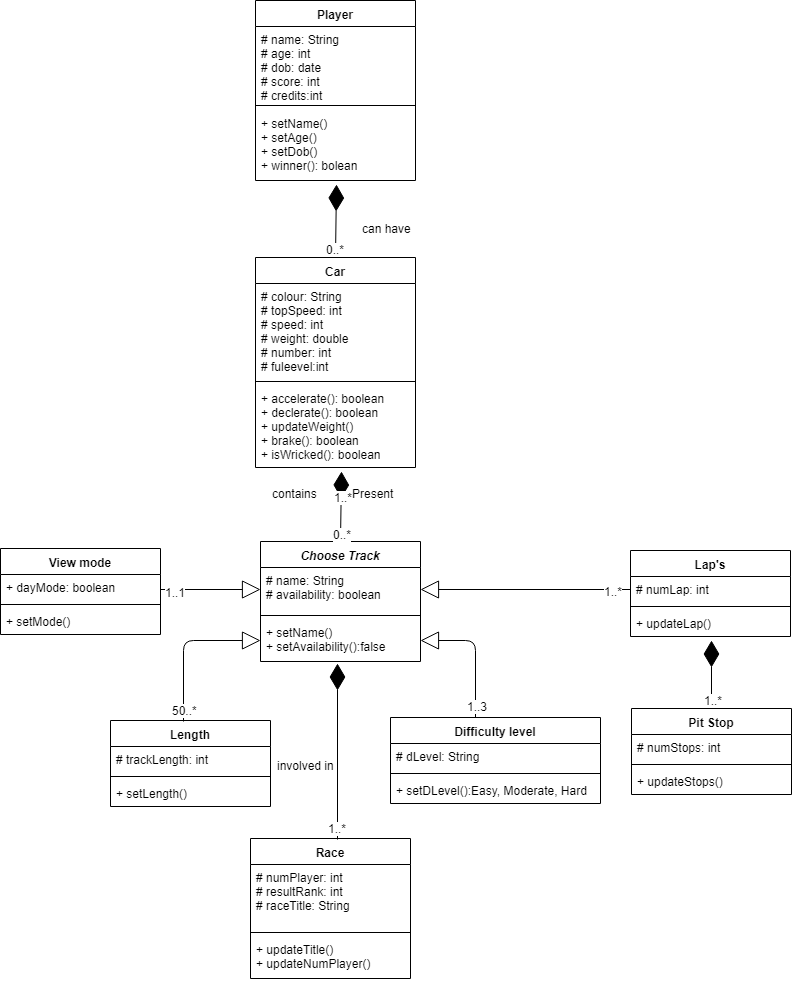 Player
# name: String
# age: int
# dob: date
# score: int
# credits:int
+ setName()
+ setAge()
+ setDob()
+ winner(): bolean
can have
0..*
Car
# colour: String
# topSpeed: int
# speed: int
# weight: double
# number: int
# fuleevel:int
+ accelerate(): boolean
+ declerate(): boolean
+ updateWeight()
+ brake(): boolean
+ isWricked(): boolean
contains
1..*
Present
0..*
View mode
+ dayMode: boolean
+ setMode()
1..1
Choose Track
# name: String
# availability: boolean
+ setName()
+ setAvailability():false
1..*
Lap's
# numLap: int
+ updateLap()
50..*
Length
# trackLength: int
+ setLength()
1..3
Difficulty level
# dLevel: String
+ setDLevel():Easy, Moderate, Hard
1..*
Pit Stop
# numStops: int
+ updateStops()
involved in
1..*
Race
# numPlayer: int
# resultRank: int
# raceTitle: String
+ updateTitle()
+ updateNumPlayer()